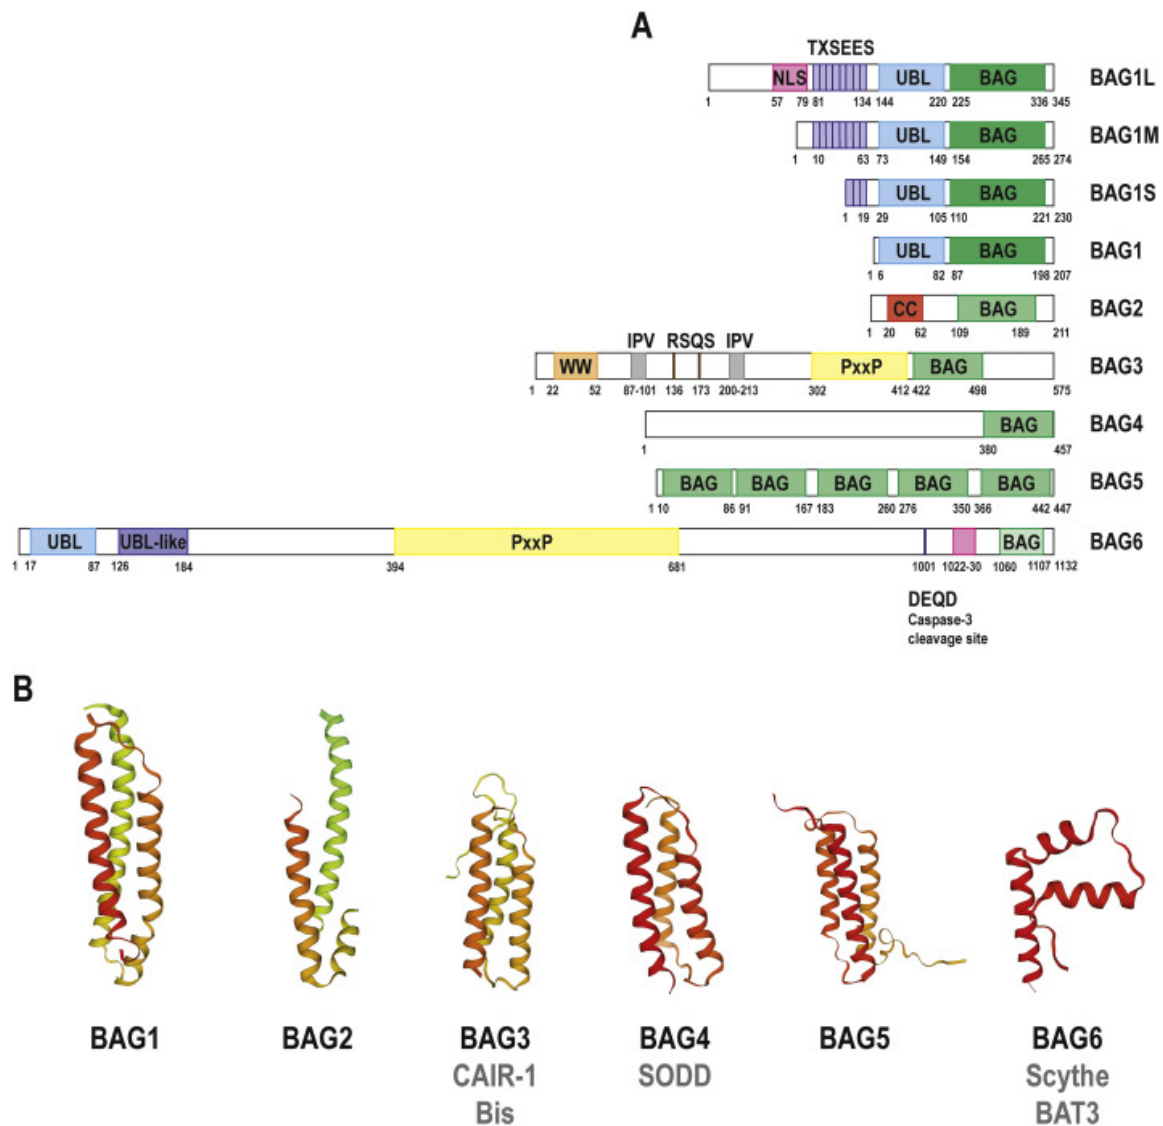 A
TXSEES
NLS UBL BAG BAG1L
1 57 79 81 134 144 220 225 336 345
UBL BAG BAG1M
1 10 63 73 149 154 265 274
UBL BAG BAG1S
1 19 29 105 110 221 230
UBL BAG BAG1
1 6 82 87 198 207
CC BAG BAG2
1 20 62 109 189 211
IPV RSQS IPV
WW PxxP BAG BAG3
1 22 52 87-101 136 173 200-213 302 412 422 498 575
BAG BAG4
1 380 457
BAG BAG BAG BAG BAG BAG5
1 10 86 91 167 183 260 276 350 366 442 447
UBL UBL-like PxxP BAG BAG6
1 17 87 126 184 394 681 1001 1022-30 1060 1107 1132
DEQD
Caspase-3
cleavage site
B
BAG1 BAG2 BAG3 BAG4 BAG5 BAG6
CAIR-1 SODD Scythe
Bis BAT3